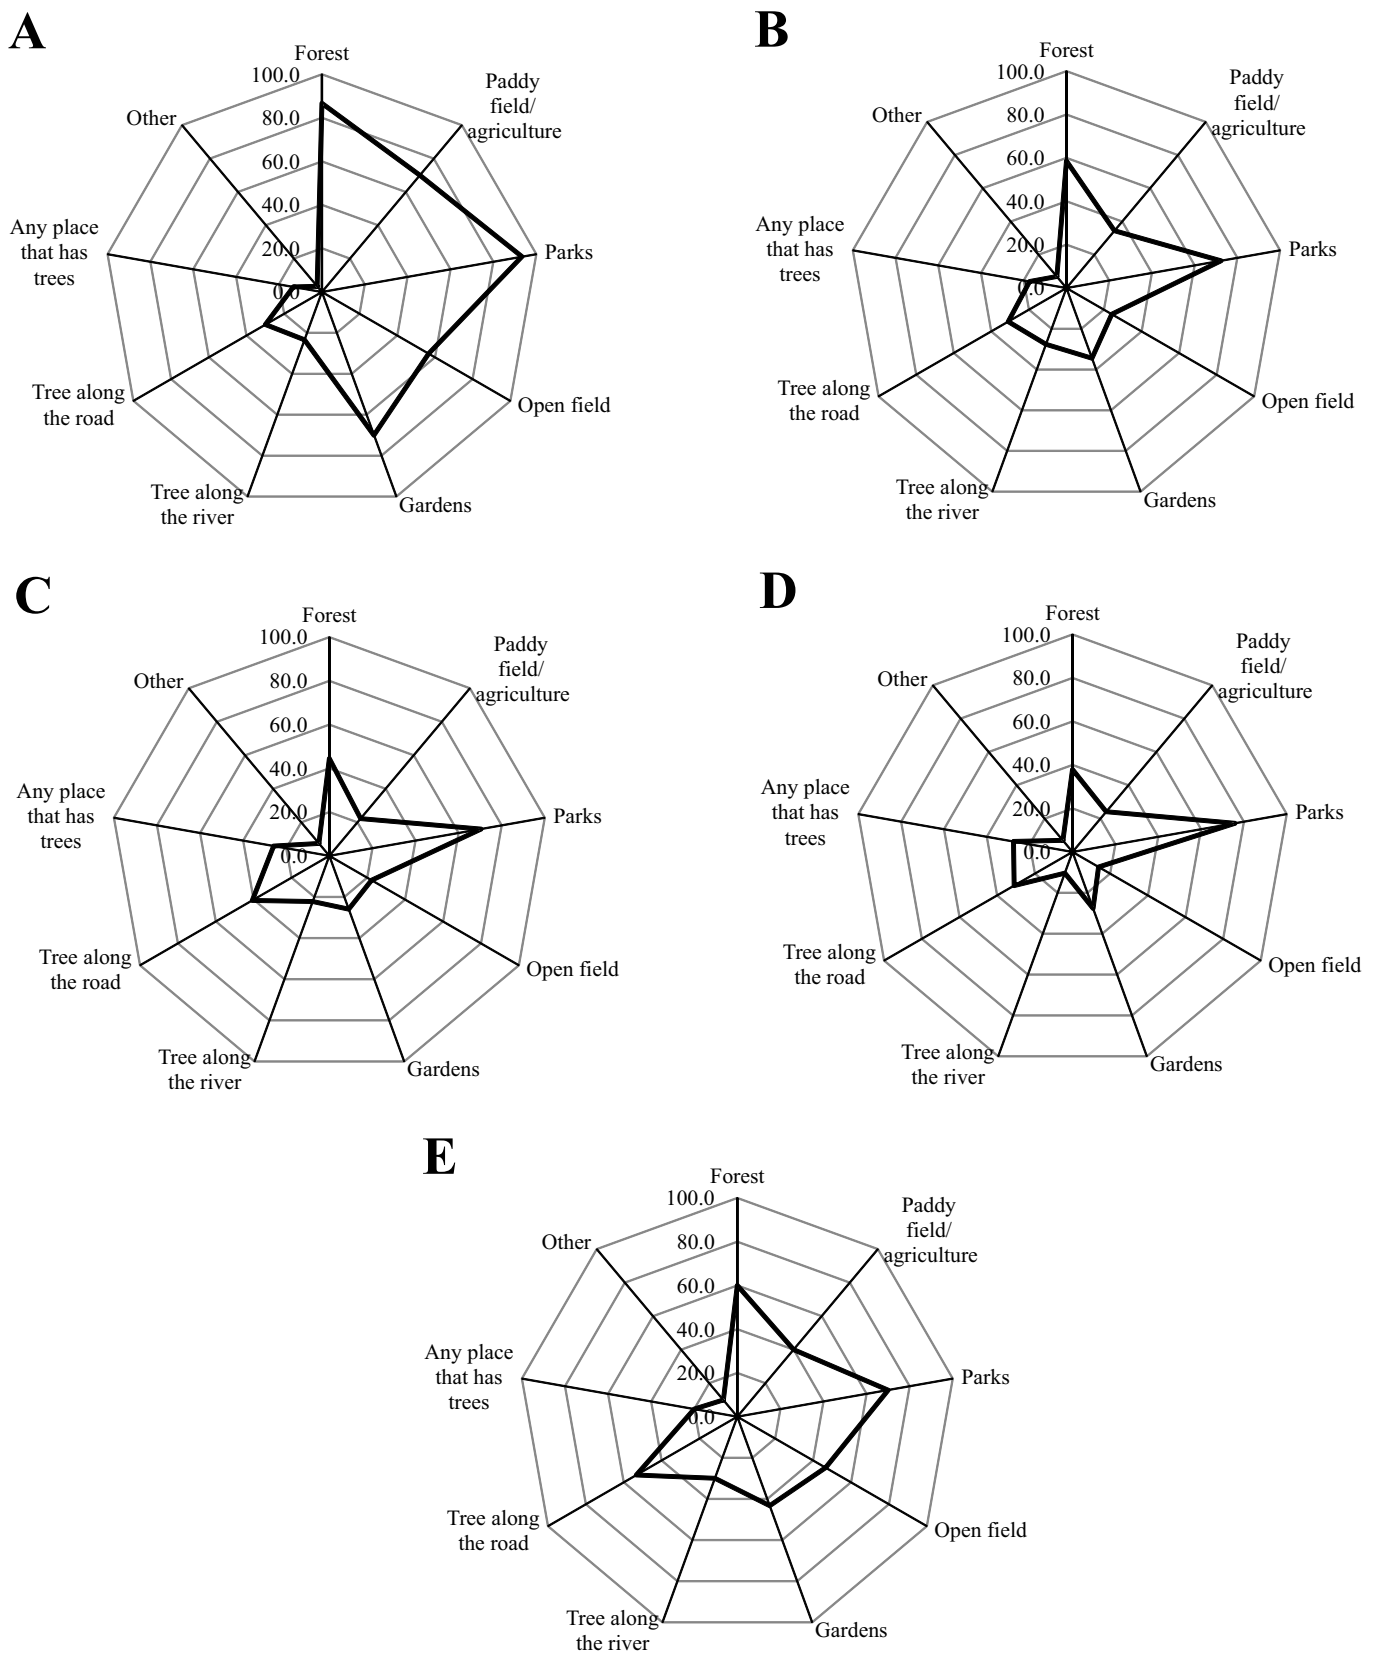 A
Forest
100.0
80.0
60.0
40.0
20.0
0.0
Paddy
field/
agriculture
Parks
Open field
Gardens
Tree along
the river
Tree along
the road
Any place
that has
trees
Other
B
Forest
100.0
80.0
60.0
40.0
20.0
0.0
Paddy
field/
agriculture
Parks
Open field
Gardens
Tree along
the river
Tree along
the road
Any place
that has
trees
Other
C
Forest
100.0
80.0
60.0
40.0
20.0
0.0
Paddy
field/
agriculture
Parks
Open field
Gardens
Tree along
the river
Tree along
the road
Any place
that has
trees
Other
D
Forest
100.0
80.0
60.0
40.0
20.0
0.0
Paddy
field/
agriculture
Parks
Open field
Gardens
Tree along
the river
Tree along
the road
Any place
that has
trees
Other
E
Forest
100.0
80.0
60.0
40.0
20.0
0.0
Paddy
field/
agriculture
Parks
Open field
Gardens
Tree along
the river
Tree along
the road
Any place
that has
trees
Other